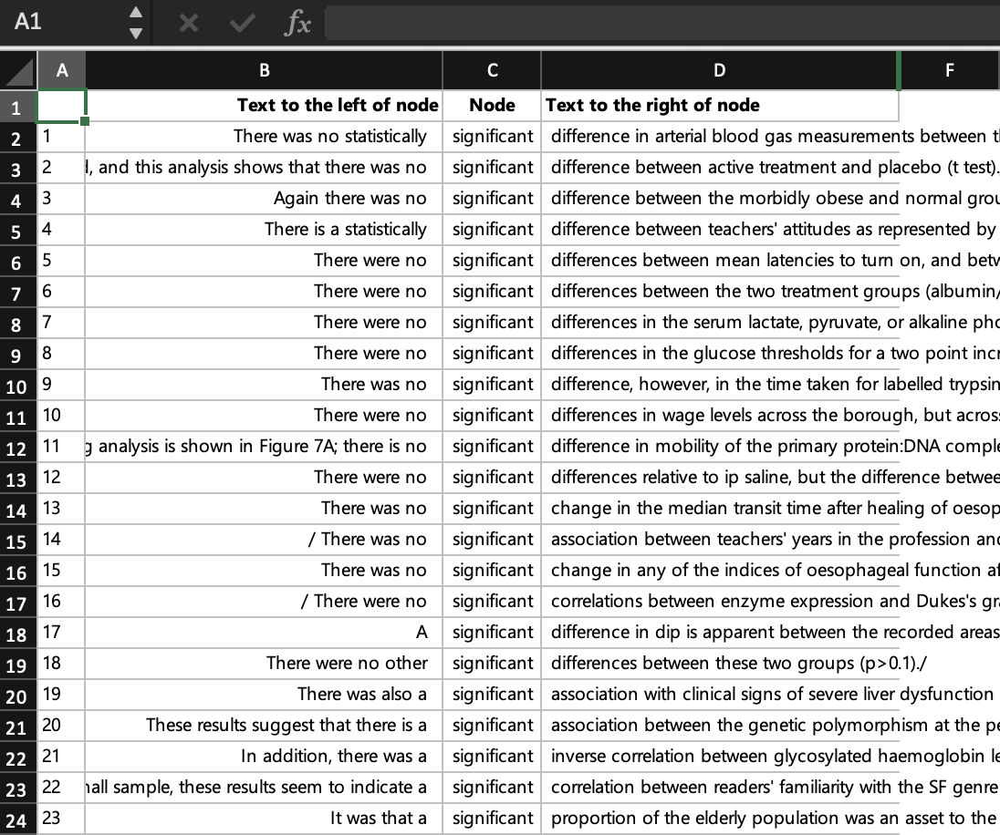 A1 fx
A B C D F
1 Text to the left of node Node Text to the right of node
2 1 There was no statistically significant difference in arterial blood gas measurements between
3 2 , and this analysis shows that there was no significant difference between active treatment and placebo (t test).
4 3 Again there was no significant difference between the morbidly obese and normal
5 4 There is a statistically significant difference between teachers' attitudes as represented by
6 5 There were no significant differences between mean latencies to turn on, and
7 6 There were no significant differences between the two treatment groups (albumin/
8 7 There were no significant differences in the serum lactate, pyruvate, or alkaline
9 8 There were no significant differences in the glucose thresholds for a two point
10 9 There was no significant difference, however, in the time taken for labelled
11 10 There were no significant differences in wage levels across the borough, but
12 11 analysis is shown in Figure 7A; there is no significant difference in mobility of the primary protein:DNA
13 12 There were no significant differences relative to ip saline, but the difference
14 13 There was no significant change in the median transit time after healing of
15 14 / There was no significant association between teachers' years in the profession
16 15 There was no significant change in any of the indices of oesophageal function
17 16 / There were no significant correlations between enzyme expression and Dukes's
18 17 A significant difference in dip is apparent between the recorded areas
19 18 There were no other significant differences between these two groups (p>0.1)./
20 19 There was also a significant association with clinical signs of severe liver dysfunction
21 20 These results suggest that there is a significant association between the genetic polymorphism at the
22 21 In addition, there was a significant inverse correlation between glycosylated haemoglobin
23 22 sample, these results seem to indicate a significant correlation between readers' familiarity with the SF genre
24 23 It was that a significant proportion of the elderly population was an asset to the